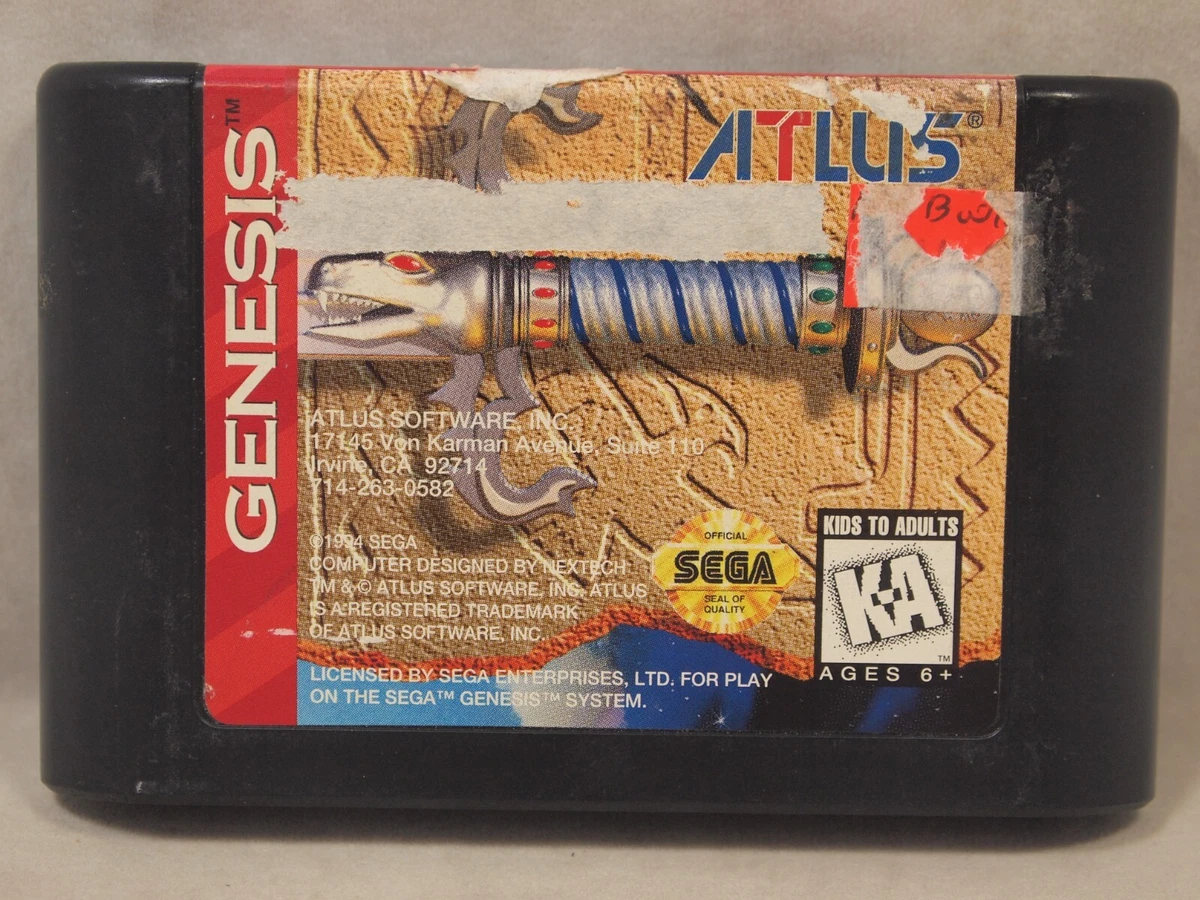 GENESIS™
ATLUS®
ATLUS SOFTWARE, INC.
17145 Von Karman Avenue, Suite 110
Irvine, CA 92714
714-263-0582
©1994 SEGA
COMPUTER DESIGNED BY NEXTECH
TM & © ATLUS SOFTWARE, INC. ATLUS
IS A REGISTERED TRADEMARK
OF ATLUS SOFTWARE, INC.
LICENSED BY SEGA ENTERPRISES, LTD. FOR PLAY
ON THE SEGA™ GENESIS™ SYSTEM.
OFFICIAL
SEGA
SEAL OF
QUALITY
KIDS TO ADULTS
K-A
TM
AGES 6+